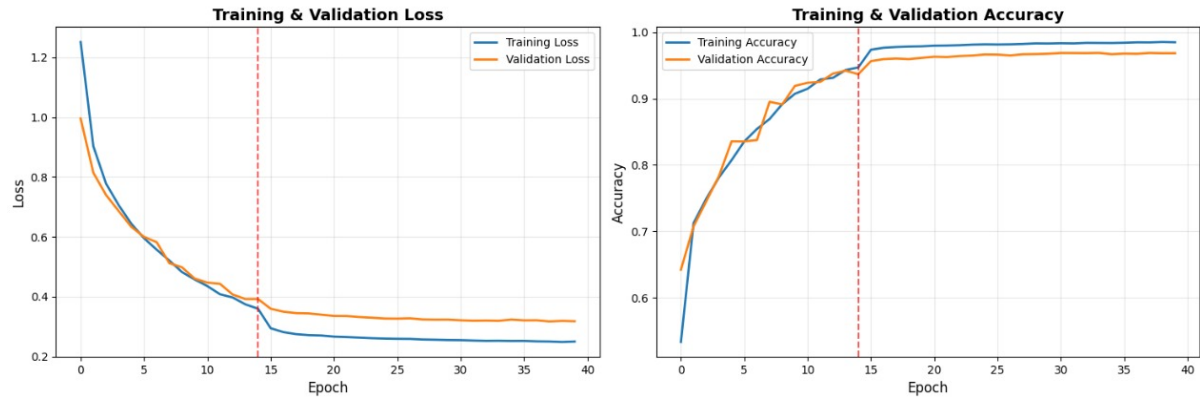 Training & Validation Loss
Training Loss
Validation Loss
1.2
1.0
0.8
0.6
0.4
0.2
Loss
0 5 10 15 20 25 30 35 40
Epoch
Training & Validation Accuracy
Training Accuracy
Validation Accuracy
1.0
0.9
0.8
0.7
0.6
Accuracy
0 5 10 15 20 25 30 35 40
Epoch